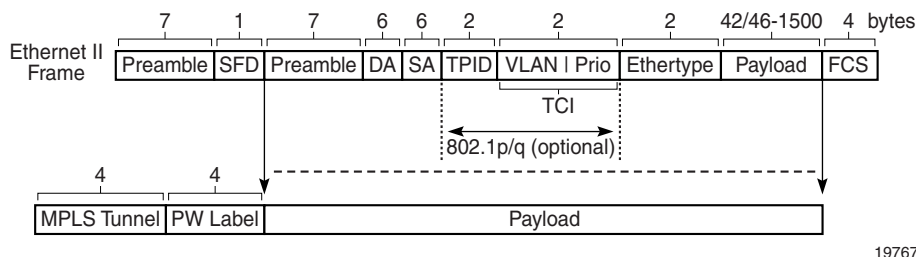 7 1 7 6 6 2 2 2 42/46-1500 4 bytes
Ethernet II Frame
Preamble SFD Preamble DA SA TPID VLAN | Prio Ethertype Payload FCS
TCI
802.1p/q (optional)
4 4
MPLS Tunnel PW Label Payload
19767